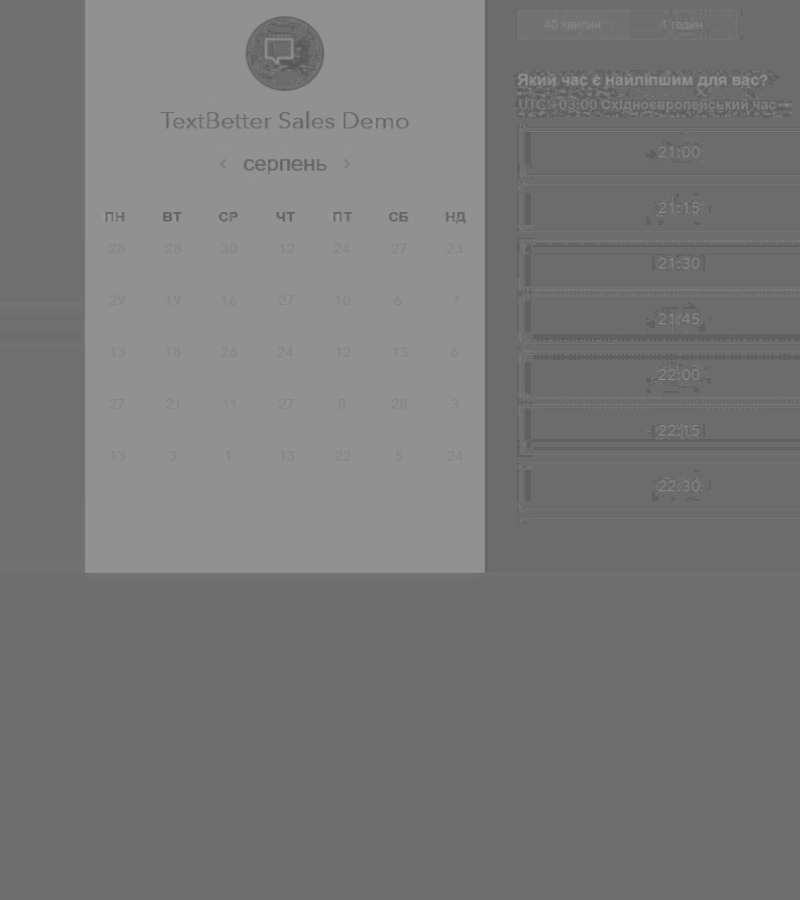 TextBetter Sales Demo
< серпень >
ПН ВТ СР ЧТ ПТ СБ НД
28 28 30 12 24 27 23
29 19 16 27 10 6 7
13 18 26 24 12 13 6
27 21 11 27 8 28 3
13 3 1 13 22 5 24
40 хвилин 4 годин
Який час є найліпшим для вас?
UTC +03:00 Східноєвропейський час
21:00
21:15
21:30
21:45
22:00
22:15
22:30